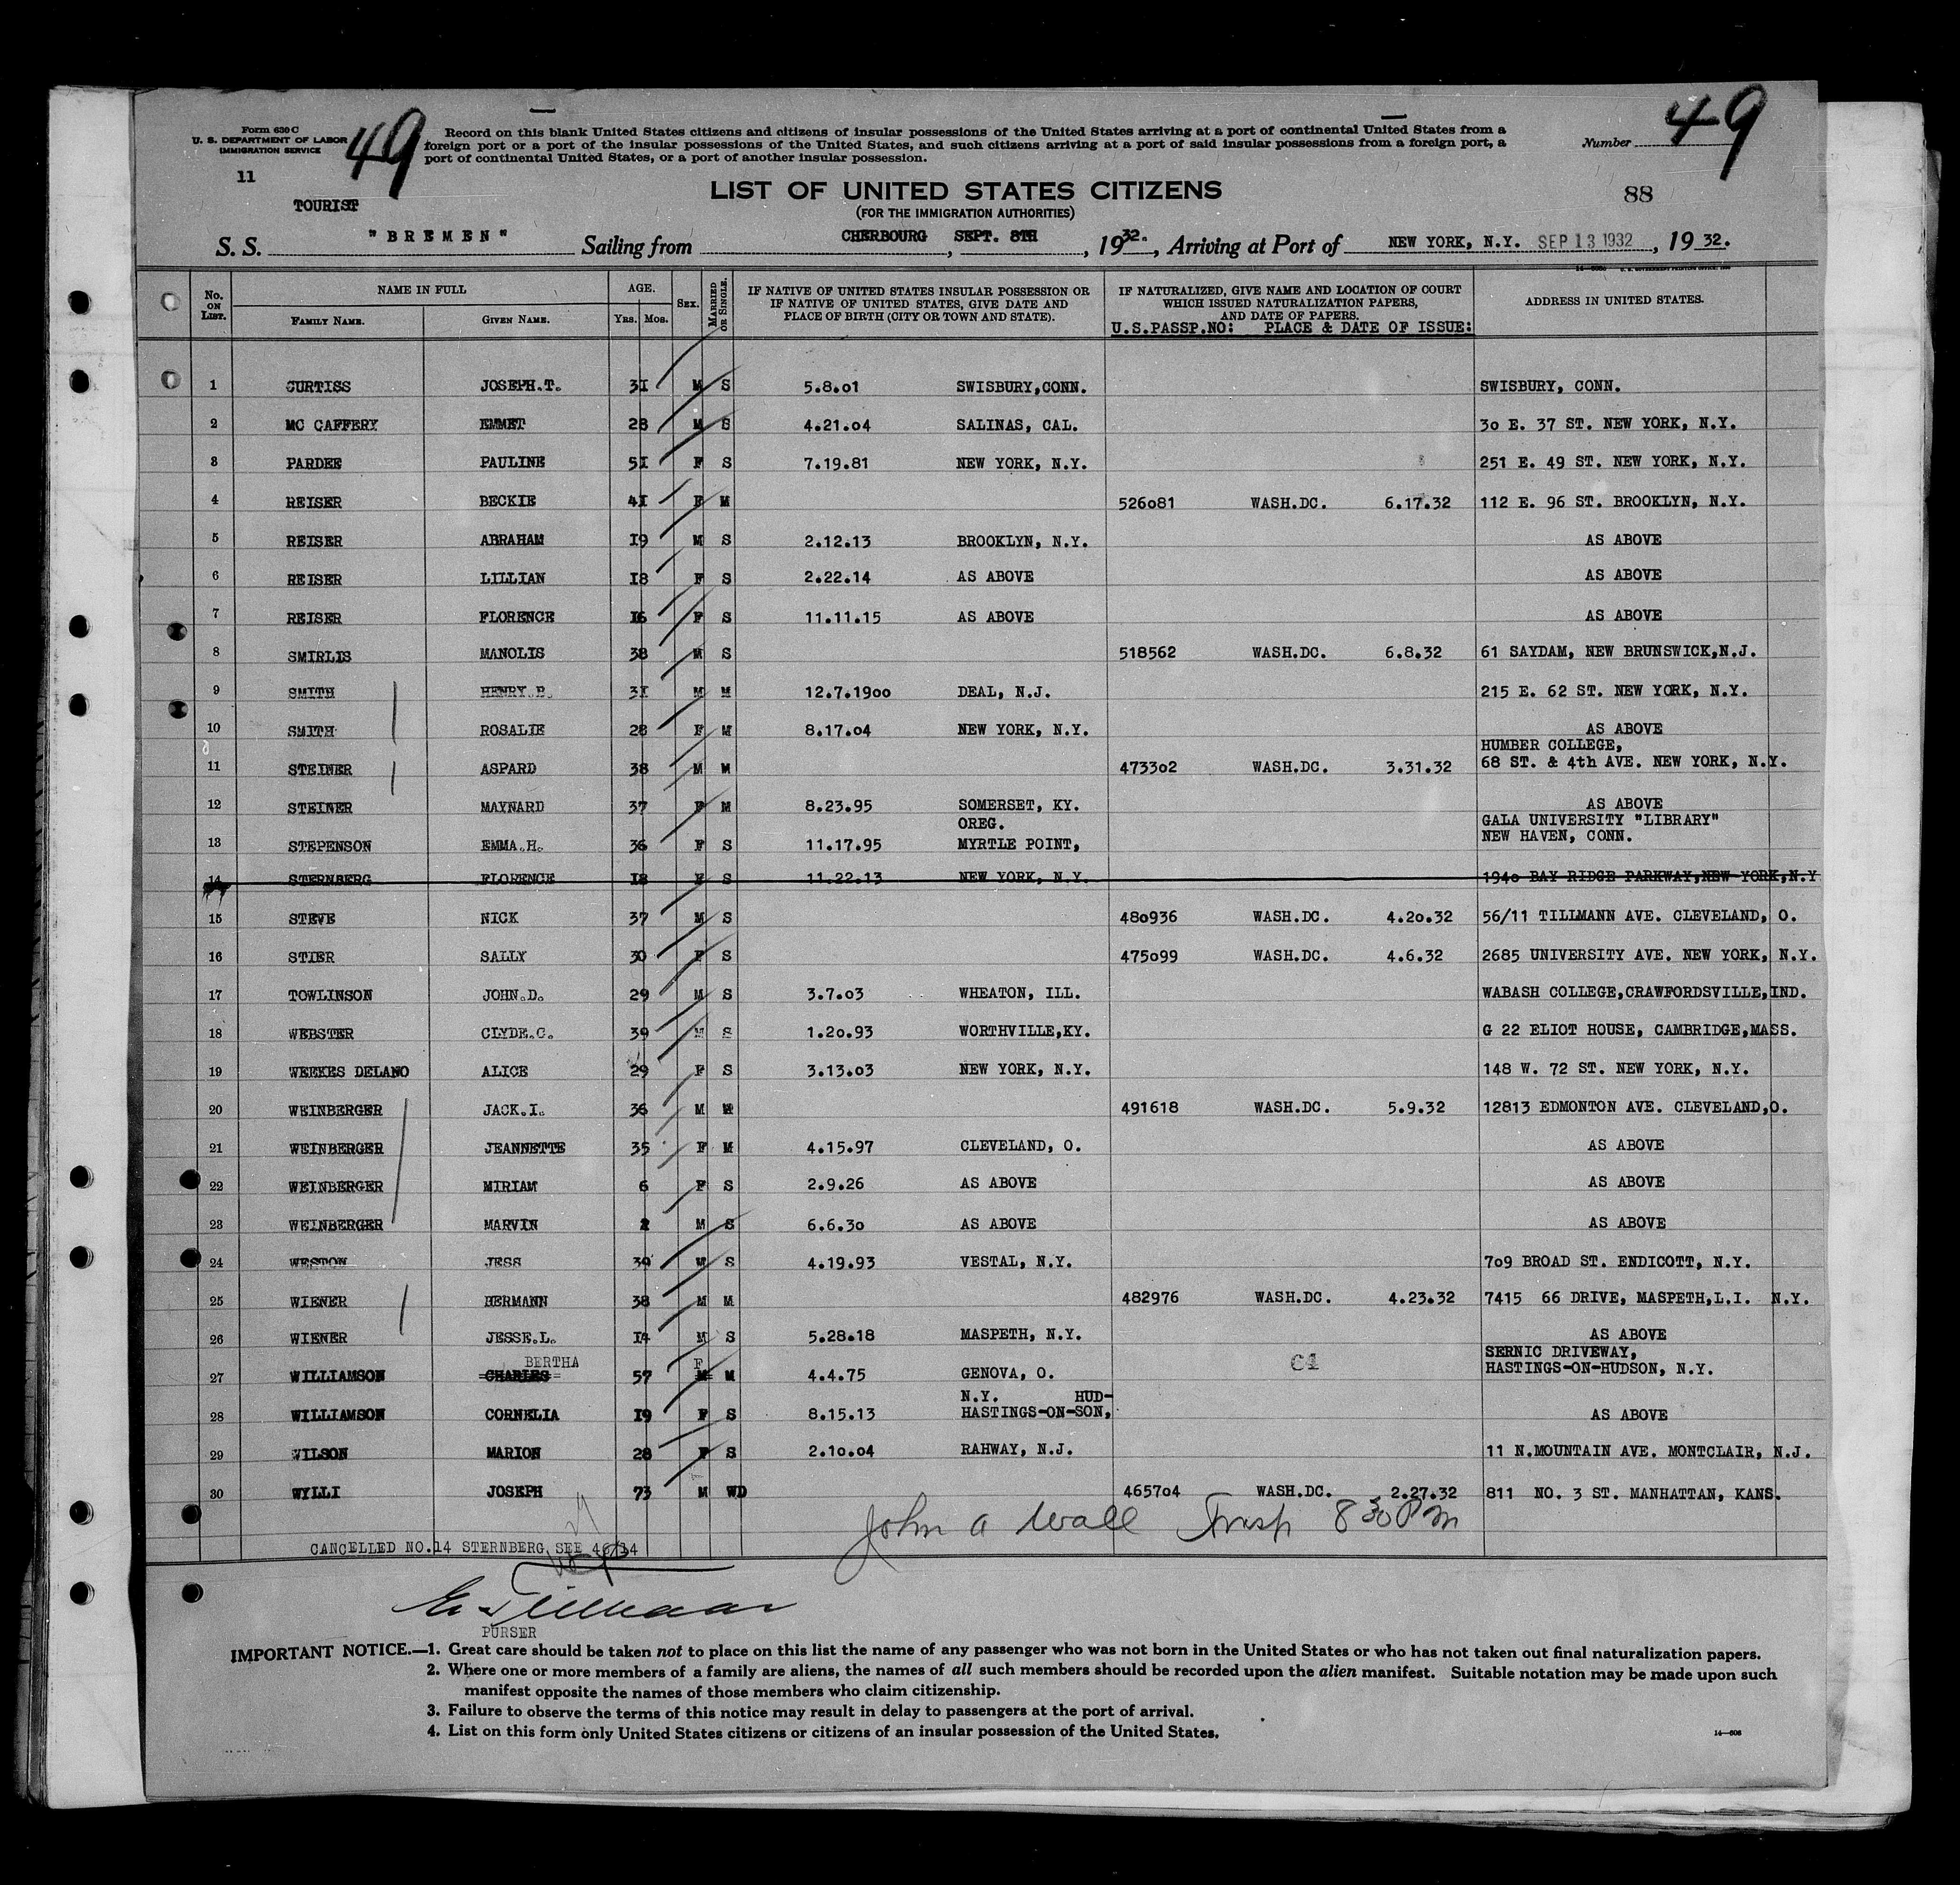 49
49
Form 630 C
U. S. DEPARTMENT OF LABOR
IMMIGRATION SERVICE
Record on this blank United States citizens and citizens of insular possessions of the United States arriving at a port of continental United States from a
foreign port or a port of the insular possessions of the United States, and such citizens arriving at a port of said insular possessions from a foreign port, a
port of continental United States, or a port of another insular possession.
Number
11
TOURIST
LIST OF UNITED STATES CITIZENS
(FOR THE IMMIGRATION AUTHORITIES)
88
S. S. "BREMEN" Sailing from CHERBOURG, SEPT. 8TH, 1932., Arriving at Port of NEW YORK, N.Y. SEP 13 1932, 1932.
No. ON LIST. NAME IN FULL FAMILY NAME. GIVEN NAME. AGE. Yrs. Mos. SEX. MARRIED OR SINGLE. IF NATIVE OF UNITED STATES INSULAR POSSESSION OR IF NATIVE OF UNITED STATES, GIVE DATE AND PLACE OF BIRTH (CITY OR TOWN AND STATE). IF NATURALIZED, GIVE NAME AND LOCATION OF COURT WHICH ISSUED NATURALIZATION PAPERS, AND DATE OF PAPERS. ADDRESS IN UNITED STATES.
U.S.PASSP.NO: PLACE & DATE OF ISSUE:
1 CURTISS JOSEPH.T. 31 M S 5.8.01 SWISBURY,CONN. SWISBURY, CONN.
2 MC CAFFERY EMMET 28 M S 4.21.04 SALINAS, CAL. 30 E. 37 ST. NEW YORK, N.Y.
3 PARDEE PAULINE 51 F S 7.19.81 NEW YORK, N.Y. 251 E. 49 ST. NEW YORK, N.Y.
4 REISER BECKIE 41 F M 526081 WASH.DC. 6.17.32 112 E. 96 ST. BROOKLYN, N.Y.
5 REISER ABRAHAM 19 M S 2.12.13 BROOKLYN, N.Y. AS ABOVE
6 REISER LILLIAN 18 F S 2.22.14 AS ABOVE AS ABOVE
7 REISER FLORENCE 16 F S 11.11.15 AS ABOVE AS ABOVE
8 SMIRLIS MANOLIS 38 M S 518562 WASH.DC. 6.8.32 61 SAYDAM, NEW BRUNSWICK,N.J.
9 SMITH HENRY.P. 31 M M 12.7.1900 DEAL, N.J. 215 E. 62 ST. NEW YORK, N.Y.
10 SMITH ROSALIE 28 F M 8.17.04 NEW YORK, N.Y. AS ABOVE
HUMBER COLLEGE,
11 STEINER ASPARD 38 M M 473302 WASH.DC. 3.31.32 68 ST. & 4th AVE. NEW YORK, N.Y.
12 STEINER MAYNARD 37 F M 8.23.95 SOMERSET, KY. AS ABOVE
OREG. GALA UNIVERSITY "LIBRARY"
13 STEPENSON EMMA.H. 36 F S 11.17.95 MYRTLE POINT, NEW HAVEN, CONN.
14 STERNBERG FLORENCE 18 F S 11.22.13 NEW YORK, N.Y. 1940 BAY RIDGE PARKWAY,NEW YORK,N.Y
15 STEVE NICK 37 M S 480936 WASH.DC. 4.20.32 56/11 TILLMANN AVE. CLEVELAND, O.
16 STIER SALLY 30 F S 475099 WASH.DC. 4.6.32 2685 UNIVERSITY AVE. NEW YORK, N.Y.
17 TOWLINSON JOHN.D. 29 M S 3.7.03 WHEATON, ILL. WABASH COLLEGE,CRAWFORDSVILLE,IND.
18 WEBSTER CLYDE.C. 39 M S 1.20.93 WORTHVILLE,KY. G 22 ELIOT HOUSE, CAMBRIDGE,MASS.
19 WEEKES DELANO ALICE 29 F S 3.13.03 NEW YORK, N.Y. 148 W. 72 ST. NEW YORK, N.Y.
20 WEINBERGER JACK.I. 36 M M 491618 WASH.DC. 5.9.32 12813 EDMONTON AVE. CLEVELAND,O.
21 WEINBERGER JEANNETTE 35 F M 4.15.97 CLEVELAND, O. AS ABOVE
22 WEINBERGER MIRIAM 6 F S 2.9.26 AS ABOVE AS ABOVE
23 WEINBERGER MARVIN 2 M S 6.6.30 AS ABOVE AS ABOVE
24 WESTON JESS 39 M S 4.19.93 VESTAL, N.Y. 709 BROAD ST. ENDICOTT, N.Y.
25 WIENER HERMANN 38 M M 482976 WASH.DC. 4.23.32 7415 66 DRIVE, MASPETH,L.I. N.Y.
26 WIENER JESSE.L. 14 M S 5.28.18 MASPETH, N.Y. AS ABOVE
BERTHA F C1 SERNIC DRIVEWAY,
27 WILLIAMSON CHARLES 57 M M 4.4.75 GENOVA, O. HASTINGS-ON-HUDSON, N.Y.
N.Y. HUD-
28 WILLIAMSON CORNELIA 19 F S 8.15.13 HASTINGS-ON-SON, AS ABOVE
29 WILSON MARION 28 F S 2.10.04 RAHWAY, N.J. 11 N.MOUNTAIN AVE. MONTCLAIR, N.J.
30 WYLLI JOSEPH 73 M WD 465704 WASH.DC. 2.27.32 811 NO. 3 ST. MANHATTAN, KANS.
John A Wall Insp 8 30 PM
CANCELLED NO.14 STERNBERG SEE 46/14
PURSER
IMPORTANT NOTICE.—1. Great care should be taken not to place on this list the name of any passenger who was not born in the United States or who has not taken out final naturalization papers.
2. Where one or more members of a family are aliens, the names of all such members should be recorded upon the alien manifest. Suitable notation may be made upon such
manifest opposite the names of those members who claim citizenship.
3. Failure to observe the terms of this notice may result in delay to passengers at the port of arrival.
4. List on this form only United States citizens or citizens of an insular possession of the United States.